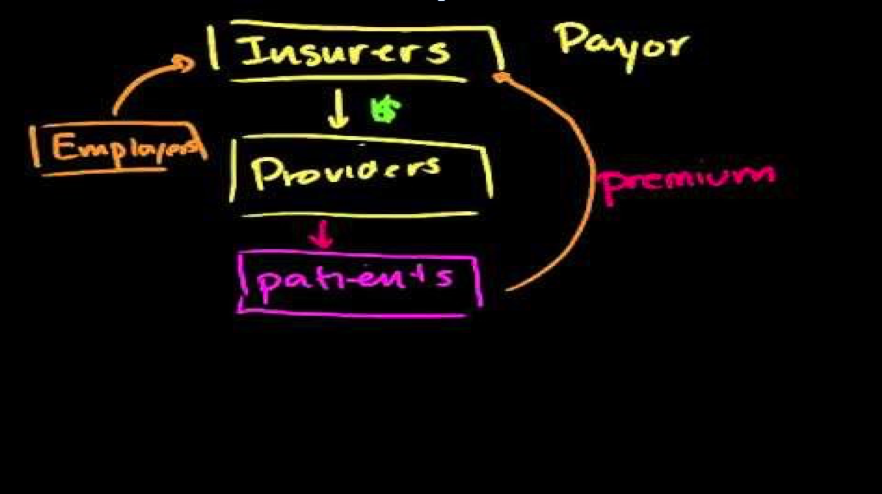 Insurers
Payor
$
Employers
Providers
premium
patients